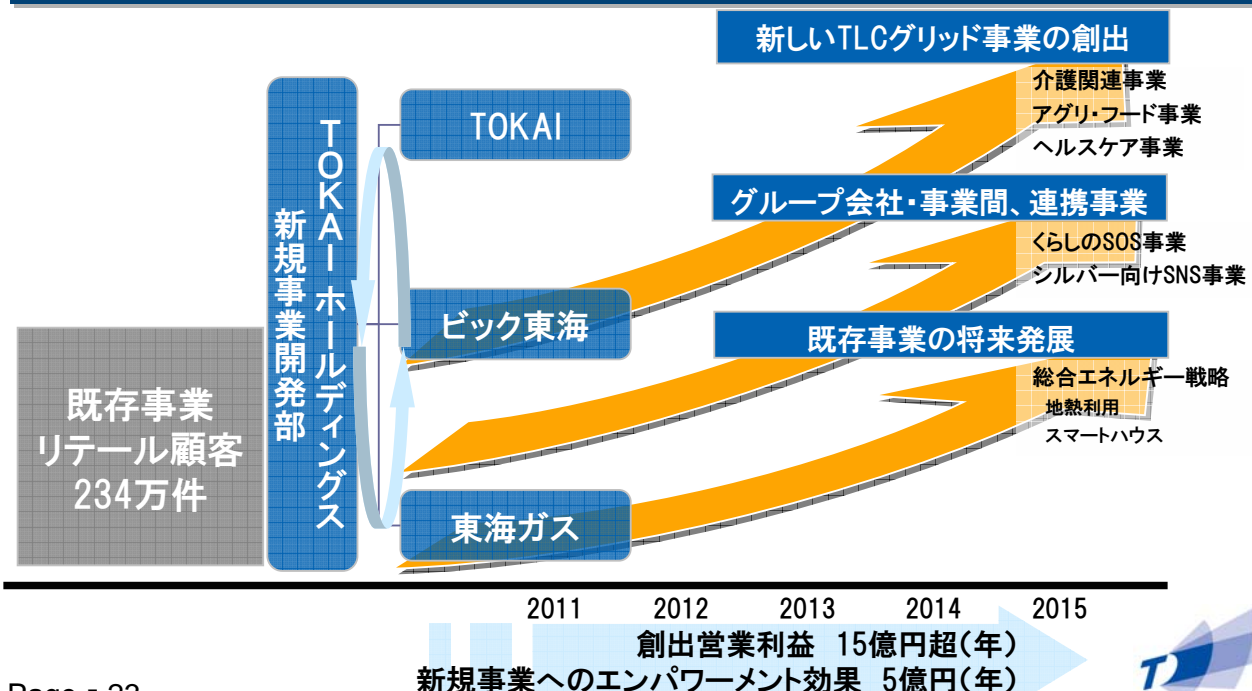 新しいTLCグリッド事業の創出
介護関連事業
アグリ・フード事業
ヘルスケア事業
TOKAI ホールディングス
新規事業開発部
TOKAI
グループ会社・事業間、連携事業
くらしのSOS事業
シルバー向けSNS事業
ビック東海
既存事業の将来発展
総合エネルギー戦略
地熱利用
スマートハウス
既存事業
リテール顧客
234万件
東海ガス
2011 2012 2013 2014 2015
創出営業利益 15億円超(年)
新規事業へのエンパワーメント効果 5億円(年)